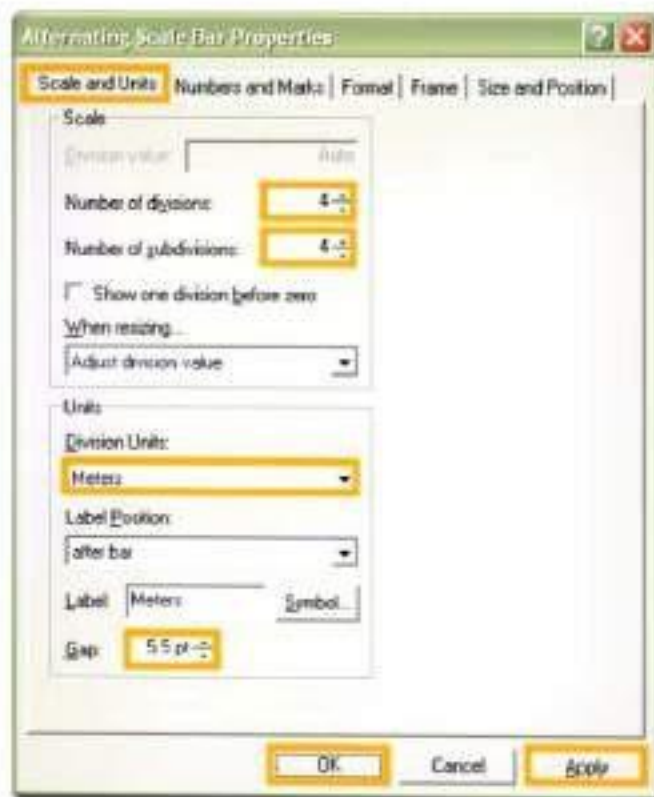 Alternating Scale Bar Properties
Scale and Units Numbers and Marks Format Frame Size and Position
Scale
Division value: Auto
Number of divisions: 4
Number of subdivisions: 4
Show one division before zero
When resizing...
Adjust division value
Units
Division Units:
Meters
Label Position:
after bar
Label: Meters Symbol...
Gap: 5.5 pt
OK Cancel Apply